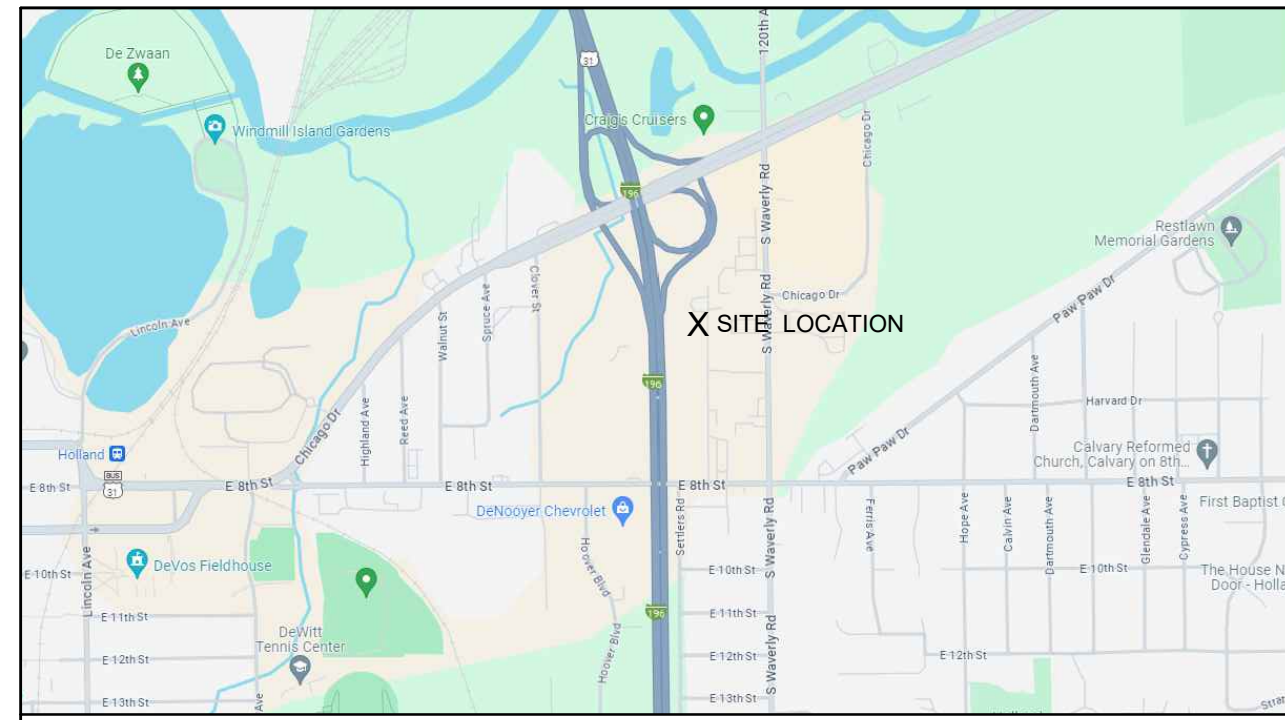 De Zwaan
31
120th A
Windmill Island Gardens
Craig's Cruisers
Chicago Dr
196
S Waverly Rd
Restlawn
Memorial Gardens
Clover St
Spruce Ave
Walnut St
S Waverly Rd
Chicago Dr
Paw Paw Dr
Lincoln Ave
X SITE LOCATION
196
Dartmouth Ave
Harvard Dr
Highland Ave
Reed Ave
Chicago Dr
Paw Paw Dr
Calvary Reformed
Church, Calvary on 8th...
Holland
BUS
31
E 8th St
E 8th St
E 8th St
E 8th St
E 8th St
DeNooyer Chevrolet
Settlers Rd
S Waverly Rd
Ferris Ave
Hope Ave
Calvin Ave
Dartmouth Ave
Glendale Ave
Cypress Ave
First Baptist
Hoover Blvd
DeVos Fieldhouse
E 10th St
Lincoln Ave
E 10th St
E 10th St
The House N
Door - Holla
E 11th St
196
E 11th St
DeWitt
Tennis Center
E 12th St
Hoover Blvd
E 12th St
S Waverly Rd
E 12th St
E 13th St
Ave
E 13th St